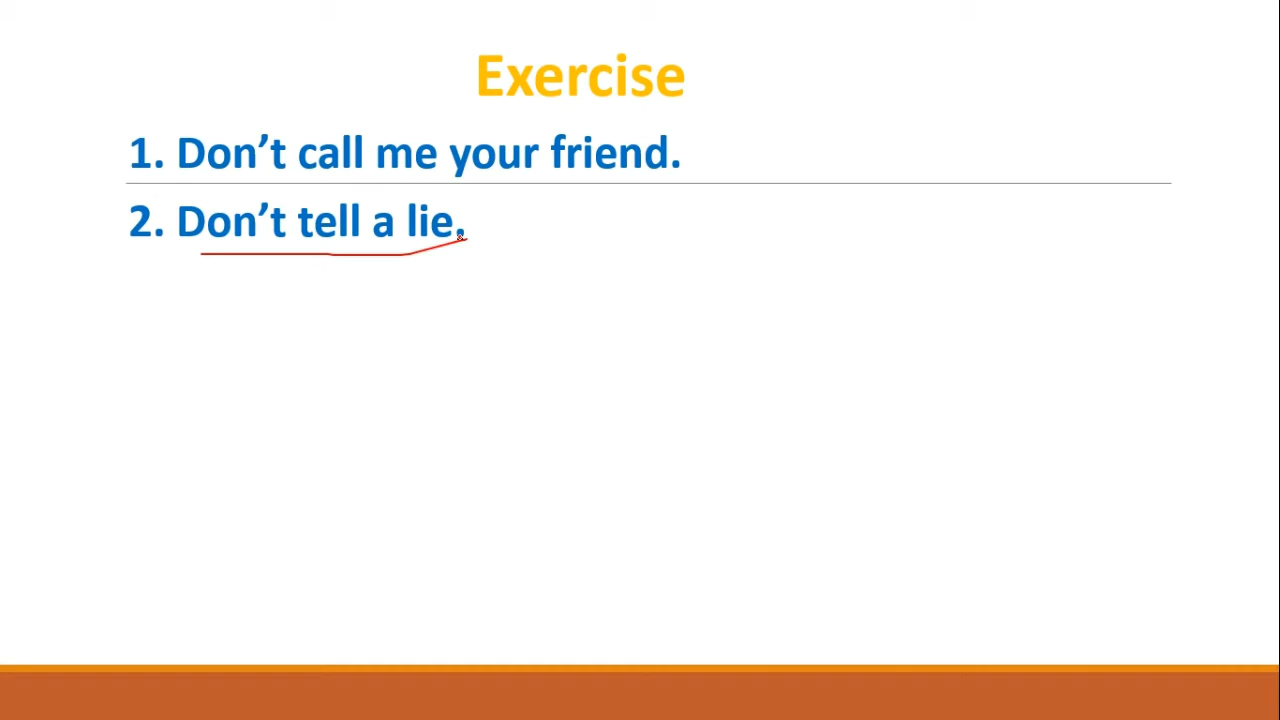 Exercise
1. Don’t call me your friend.
2. Don’t tell a lie.